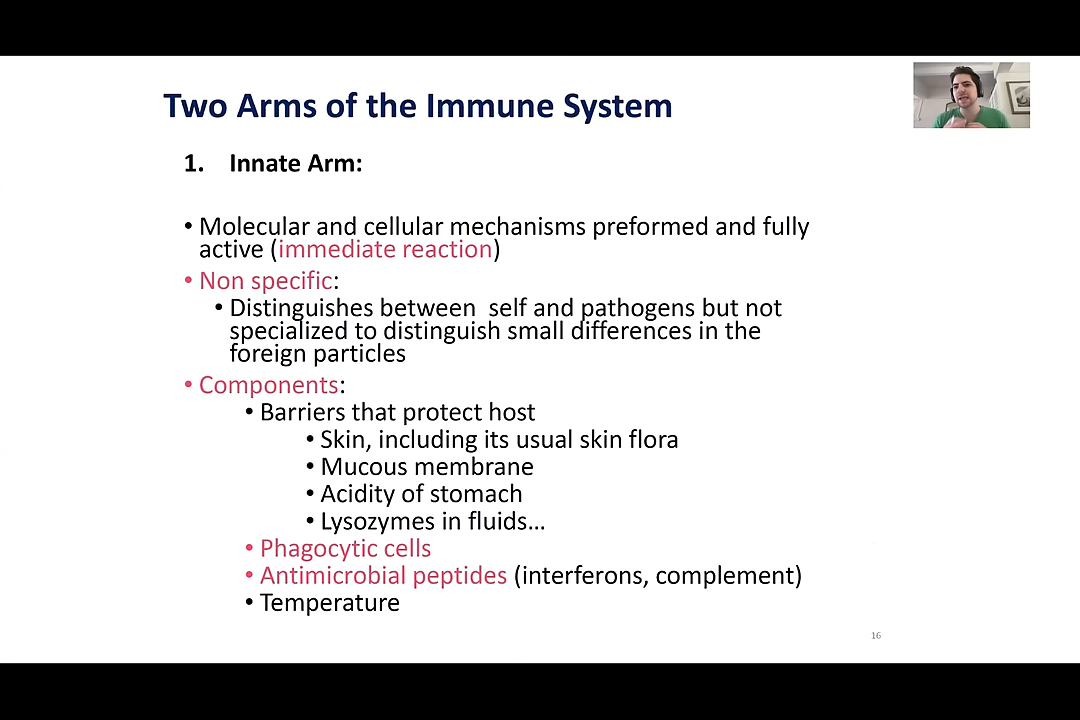 Two Arms of the Immune System
1. Innate Arm:
• Molecular and cellular mechanisms preformed and fully
active (immediate reaction)
• Non specific:
• Distinguishes between  self and pathogens but not
specialized to distinguish small differences in the
foreign particles
• Components:
• Barriers that protect host
• Skin, including its usual skin flora
• Mucous membrane
• Acidity of stomach
• Lysozymes in fluids…
• Phagocytic cells
• Antimicrobial peptides (interferons, complement)
• Temperature
16